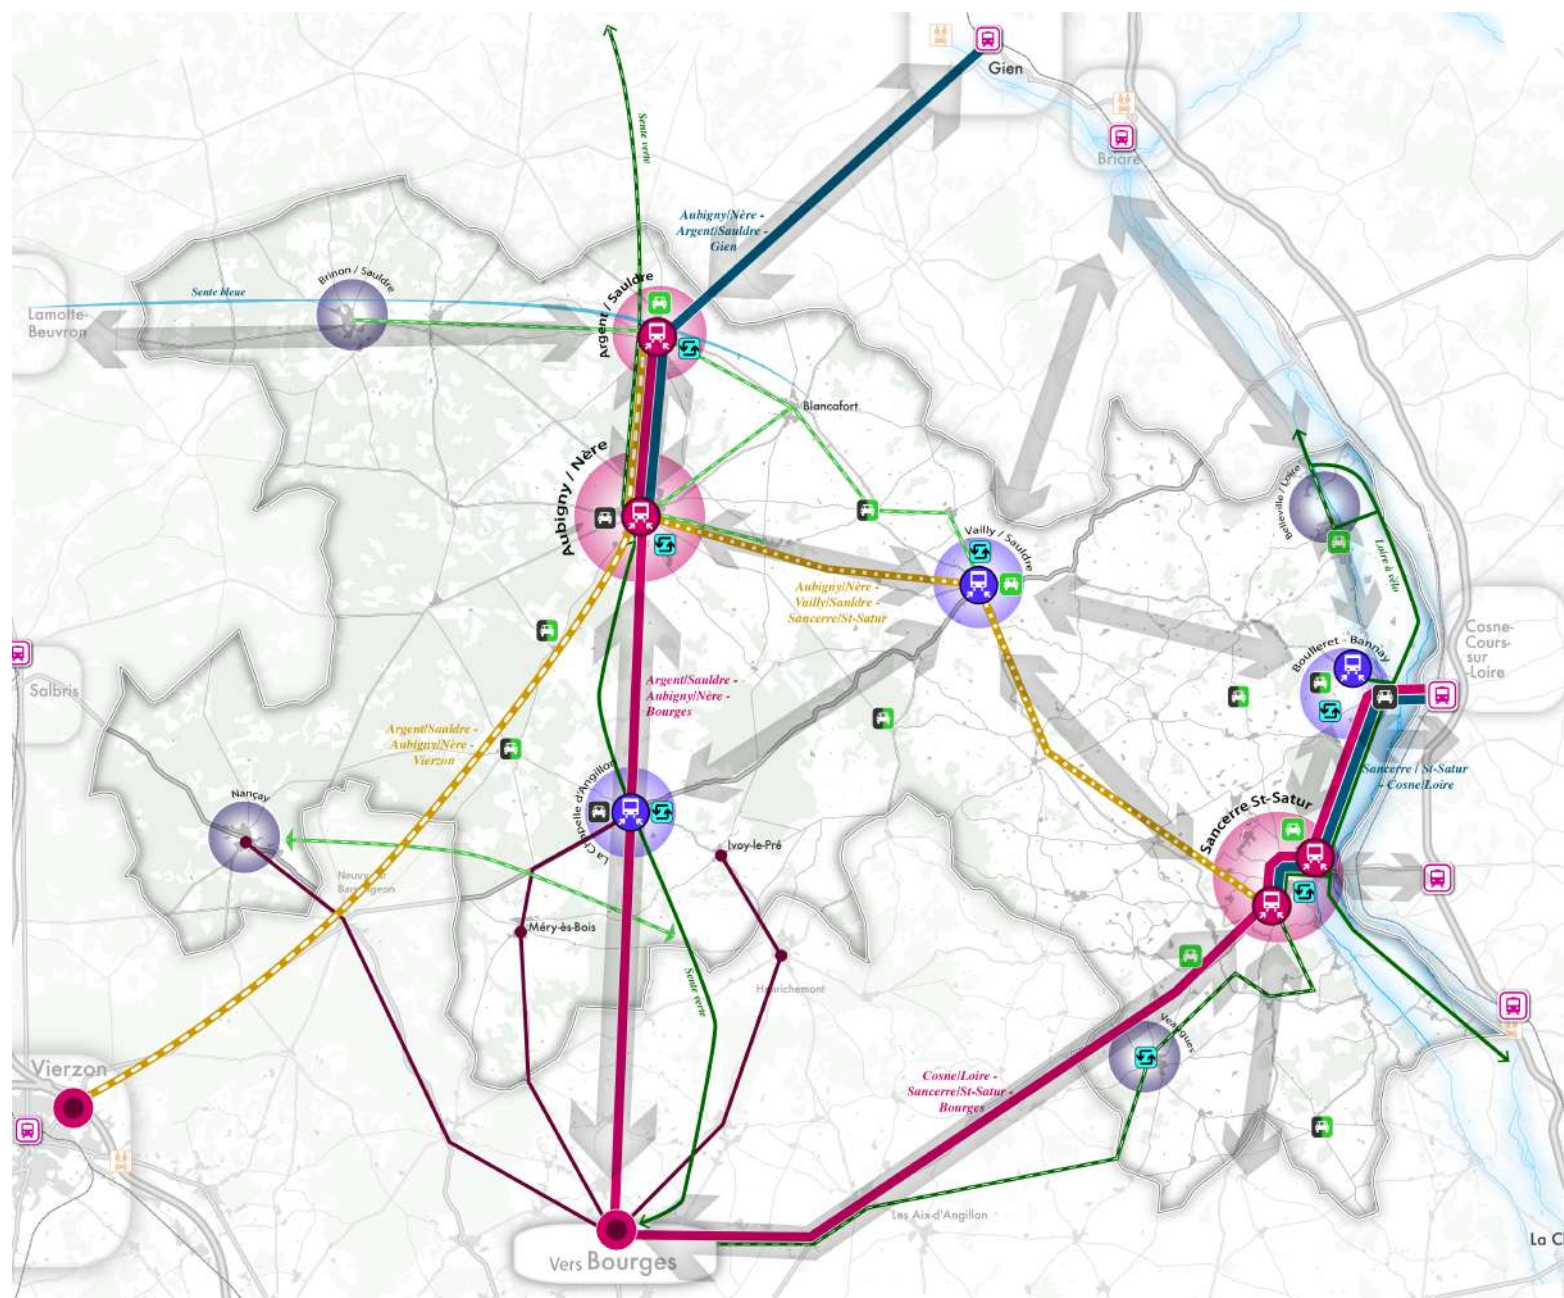 Gien
Briare
Sente verte
Aubigny/Nère -
Argent/Sauldre -
Gien
Brinon / Sauldre
Argent / Sauldre
Sente bleue
Lamotte-
Beuvron
Blancafort
Aubigny / Nère
Belleville / Loire
Vailly / Sauldre
Loire à vélo
Aubigny/Nère -
Vailly/Sauldre -
Sancerre/St-Satur
Cosne-
Cours-
sur
Loire
Boulleret - Bannay
Salbris
Argent/Sauldre -
Aubigny/Nère -
Bourges
Argent/Sauldre -
Aubigny/Nère -
Vierzon
Sancerre / St-Satur
- Cosne/Loire
Nançay
La Chapelle d'Angillon
Sancerre St-Satur
Ivoy-le-Pré
Méry-ès-Bois
Sente verte
Henrichemont
Veaugues
Vierzon
Cosne/Loire -
Sancerre/St-Satur -
Bourges
Les Aix-d'Angillon
Vers Bourges
La C